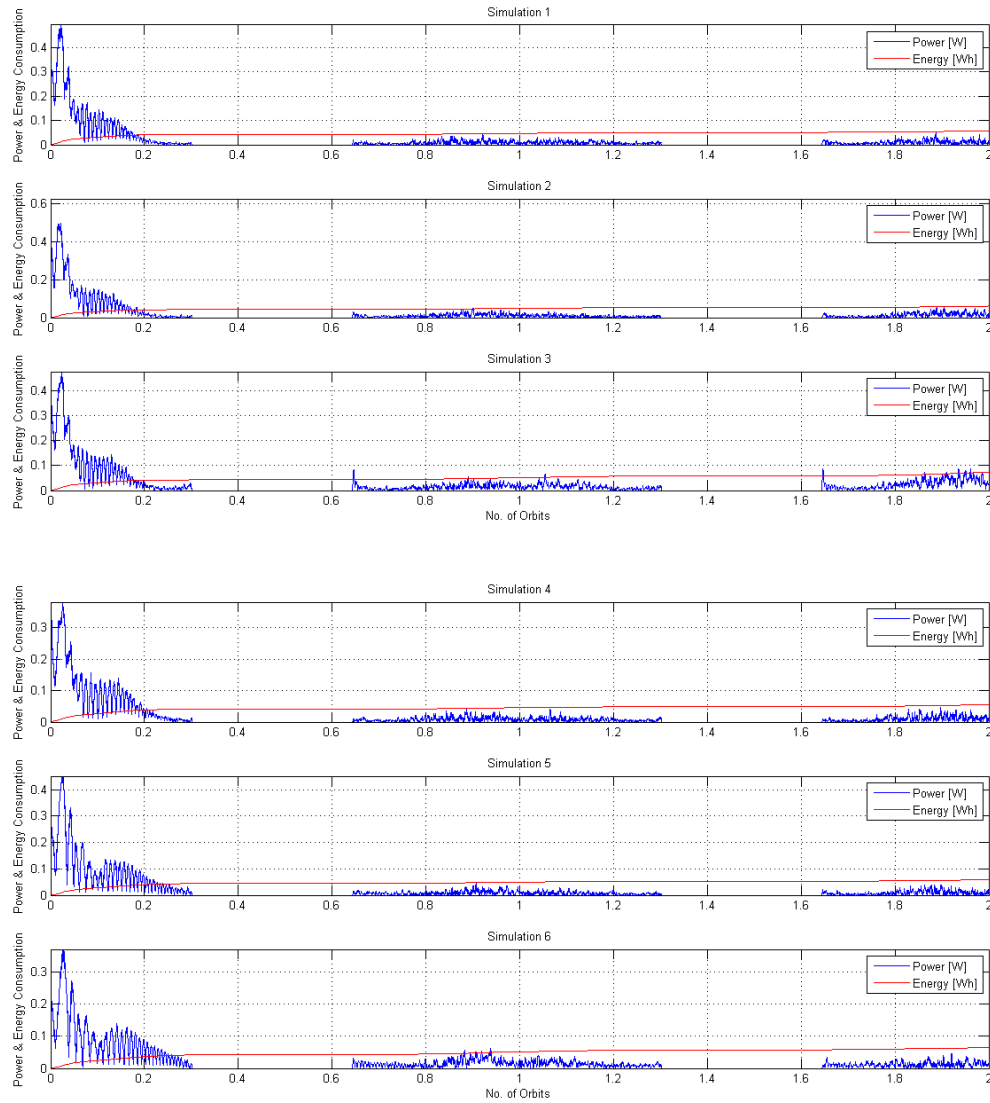 Simulation 1
Power & Energy Consumption
0.4
0.3
0.2
0.1
0
Power [W]
Energy [Wh]
0 0.2 0.4 0.6 0.8 1 1.2 1.4 1.6 1.8 2
Simulation 2
Power & Energy Consumption
0.6
0.4
0.2
0
Power [W]
Energy [Wh]
0 0.2 0.4 0.6 0.8 1 1.2 1.4 1.6 1.8 2
Simulation 3
Power & Energy Consumption
0.4
0.3
0.2
0.1
0
Power [W]
Energy [Wh]
0 0.2 0.4 0.6 0.8 1 1.2 1.4 1.6 1.8 2
No. of Orbits
Simulation 4
Power & Energy Consumption
0.3
0.2
0.1
0
Power [W]
Energy [Wh]
0 0.2 0.4 0.6 0.8 1 1.2 1.4 1.6 1.8 2
Simulation 5
Power & Energy Consumption
0.4
0.3
0.2
0.1
0
Power [W]
Energy [Wh]
0 0.2 0.4 0.6 0.8 1 1.2 1.4 1.6 1.8 2
Simulation 6
Power & Energy Consumption
0.3
0.2
0.1
0
Power [W]
Energy [Wh]
0 0.2 0.4 0.6 0.8 1 1.2 1.4 1.6 1.8 2
No. of Orbits